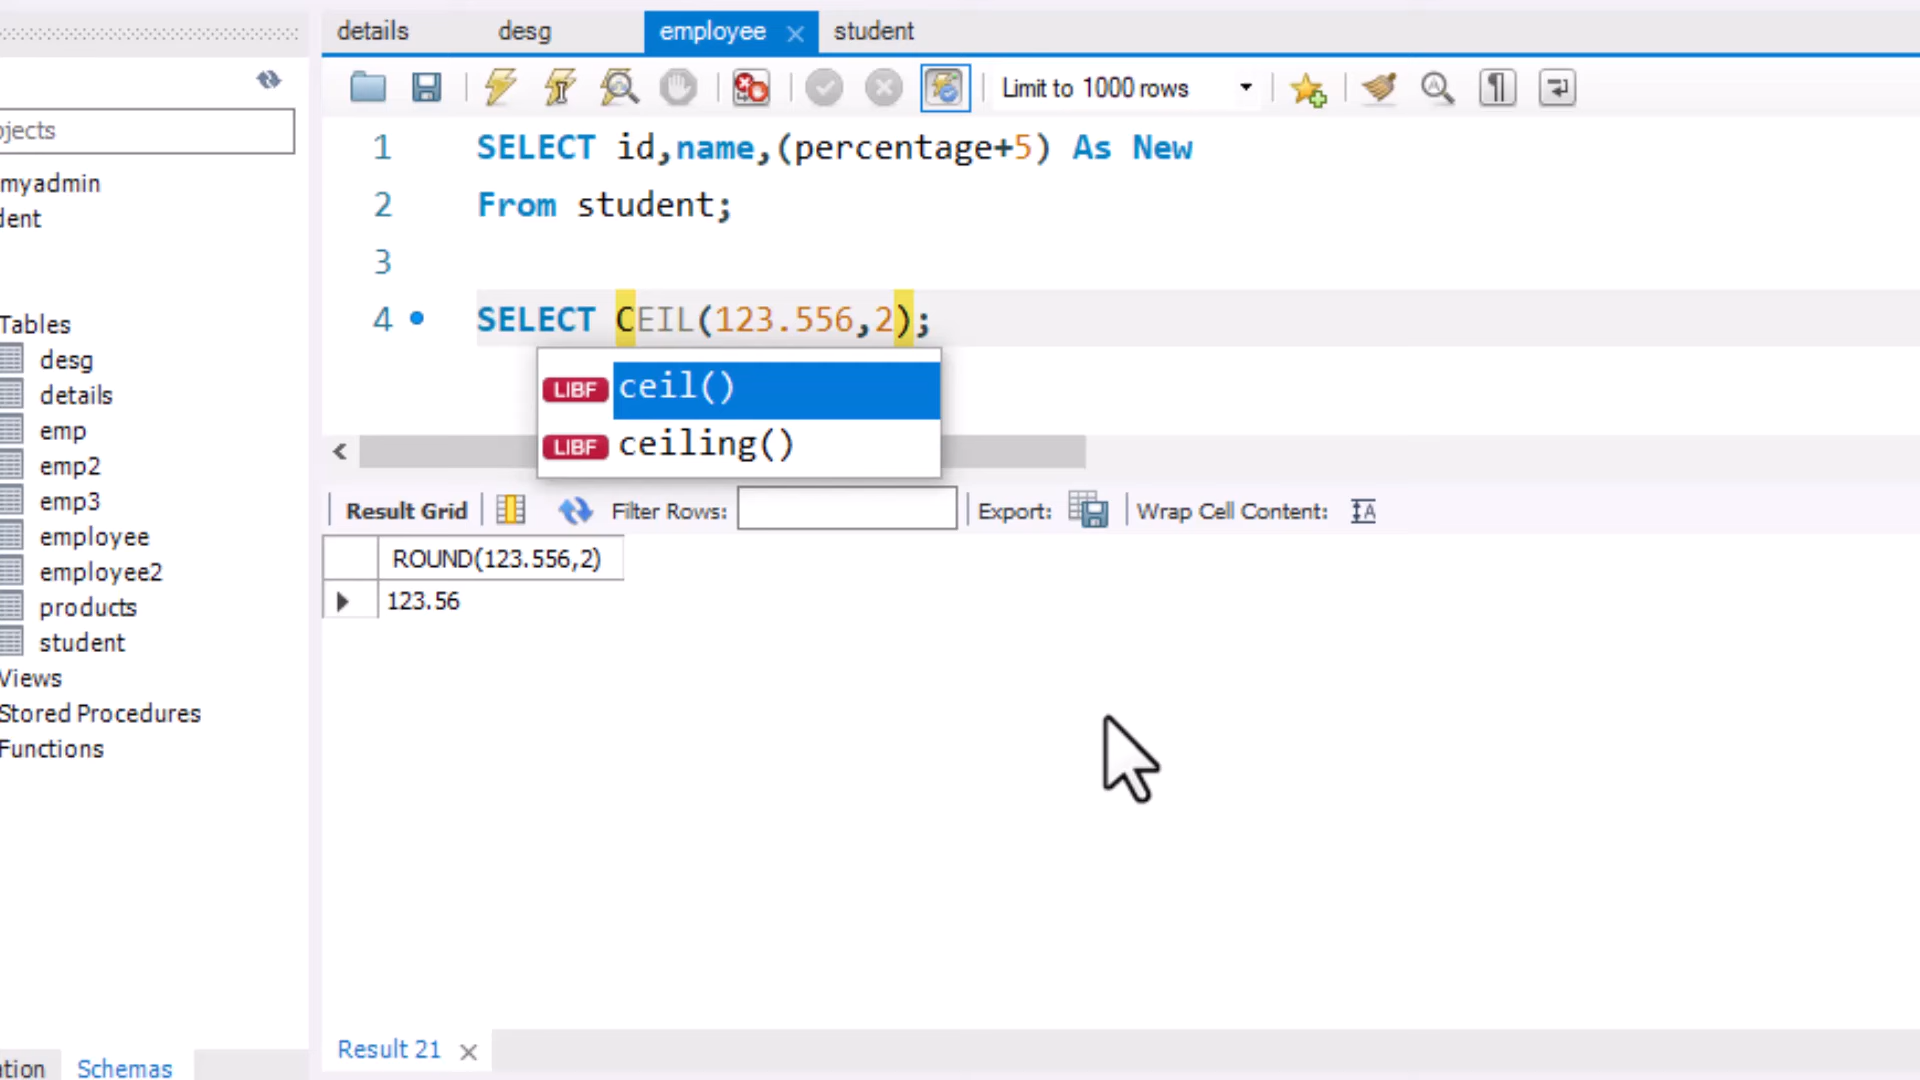 details desg employee student
Limit to 1000 rows
jects
1 SELECT id,name,(percentage+5) As New
2 From student;
3
4 SELECT CEIL(123.556,2);
LIBF ceil()
LIBF ceiling()
myadmin
dent
Tables
desg
details
emp
emp2
emp3
employee
employee2
products
student
Views
Stored Procedures
Functions
Result Grid Filter Rows: Export: Wrap Cell Content:
ROUND(123.556,2)
123.56
Result 21
tion Schemas